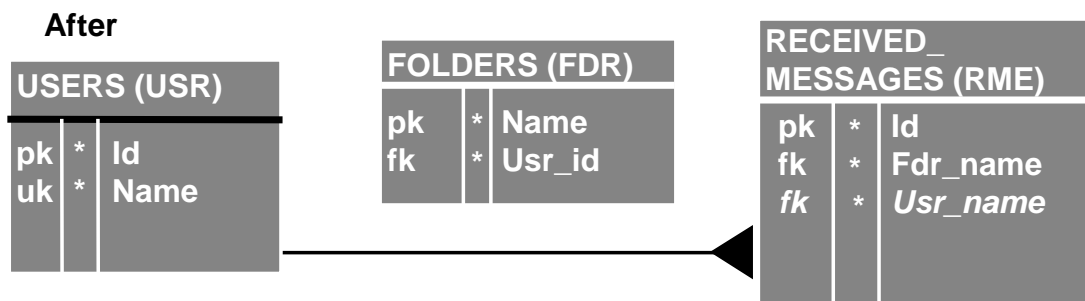 After
USERS (USR)
pk * Id
uk * Name
FOLDERS (FDR)
pk * Name
fk * Usr_id
RECEIVED_
MESSAGES (RME)
pk * Id
fk * Fdr_name
fk * Usr_name